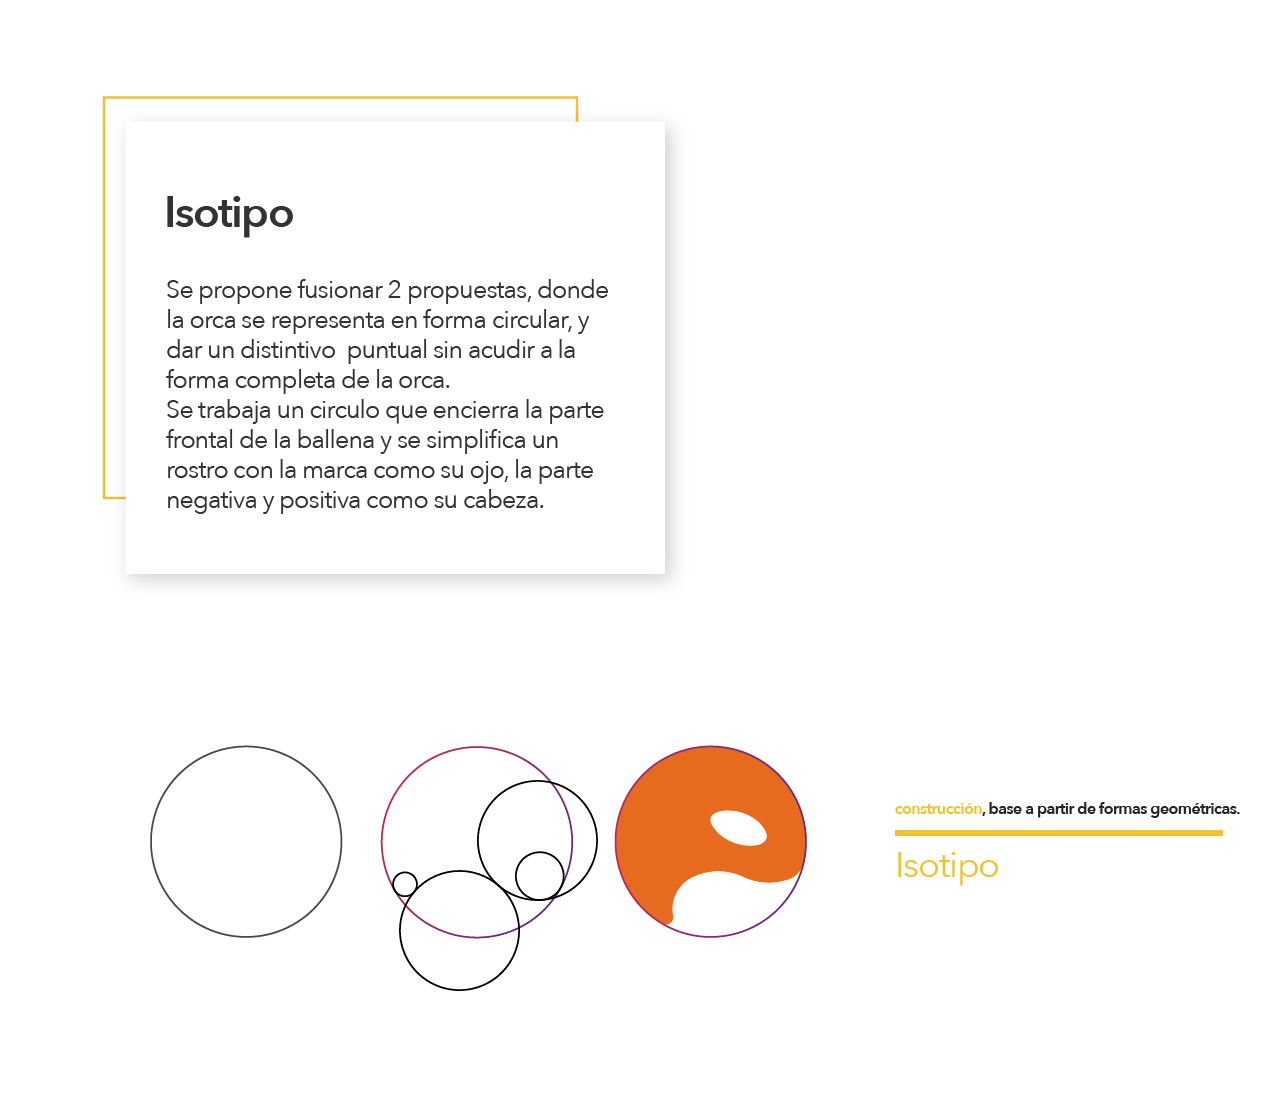 Isotipo
Se propone fusionar 2 propuestas, donde
la orca se representa en forma circular, y
dar un distintivo  puntual sin acudir a la
forma completa de la orca.
Se trabaja un circulo que encierra la parte
frontal de la ballena y se simplifica un
rostro con la marca como su ojo, la parte
negativa y positiva como su cabeza.
construcción, base a partir de formas geométricas.
Isotipo